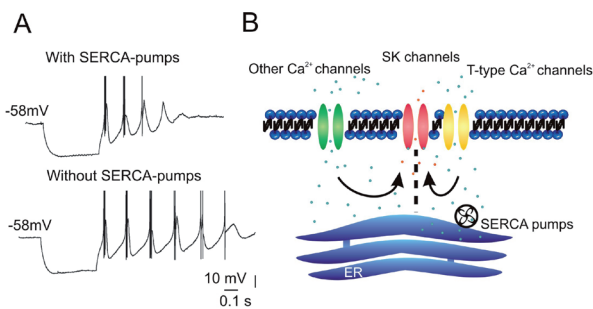 A
With SERCA-pumps
-58mV
Without SERCA-pumps
-58mV
10 mV
0.1 s
B
SK channels
Other Ca²⁺channels
T-type Ca²⁺channels
SERCA pumps
ER